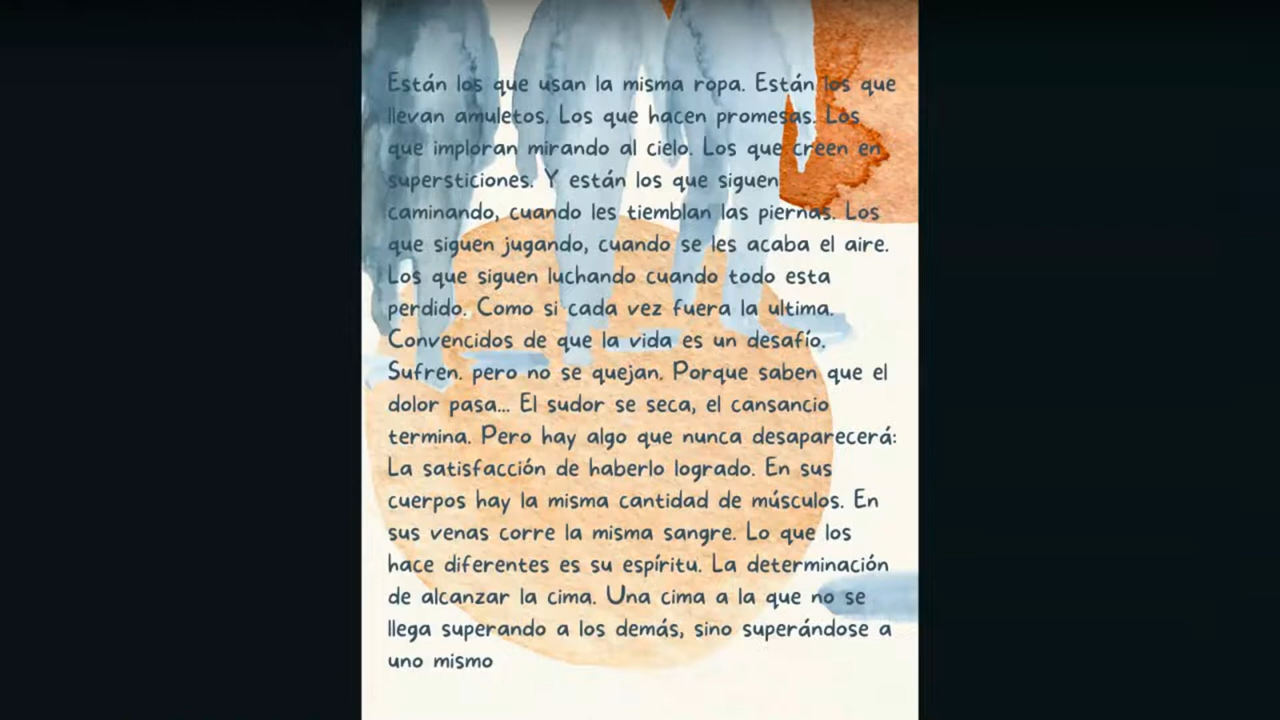 Están los que usan la misma ropa. Están los que
llevan amuletos. Los que hacen promesas. Los
que imploran mirando al cielo. Los que creen en
supersticiones. Y están los que siguen
caminando, cuando les tiemblan las piernas. Los
que siguen jugando, cuando se les acaba el aire.
Los que siguen luchando cuando todo esta
perdido. Como si cada vez fuera la ultima.
Convencidos de que la vida es un desafío.
Sufren. pero no se quejan. Porque saben que el
dolor pasa... El sudor se seca, el cansancio
termina. Pero hay algo que nunca desaparecerá:
La satisfacción de haberlo logrado. En sus
cuerpos hay la misma cantidad de músculos. En
sus venas corre la misma sangre. Lo que los
hace diferentes es su espíritu. La determinación
de alcanzar la cima. Una cima a la que no se
llega superando a los demás, sino superándose a
uno mismo